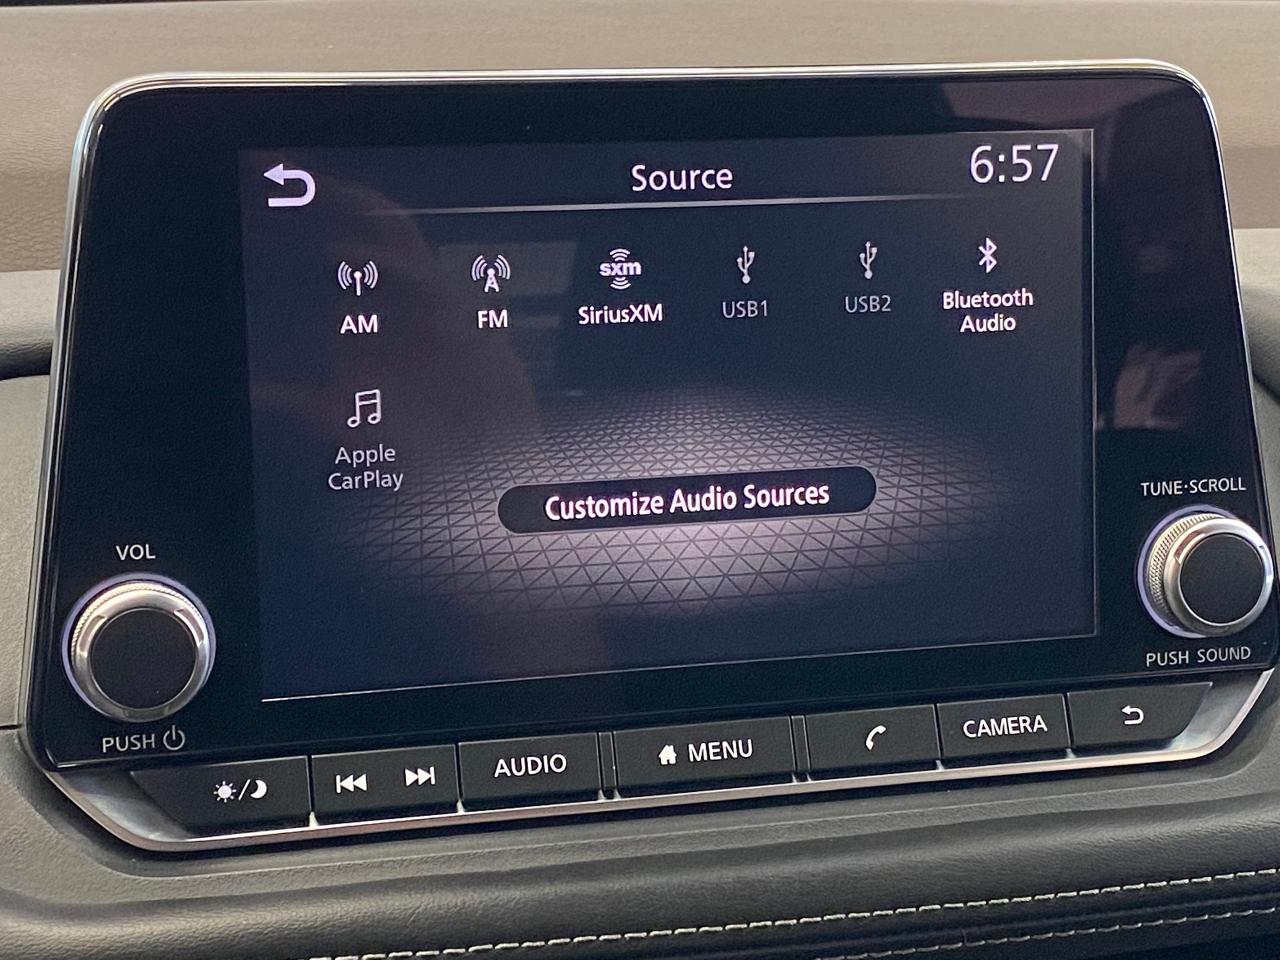 Source
6:57
AM
FM
sxm
SiriusXM
USB1
USB2
Bluetooth
Audio
Apple
CarPlay
Customize Audio Sources
VOL
PUSH
TUNE·SCROLL
PUSH SOUND
AUDIO
MENU
CAMERA